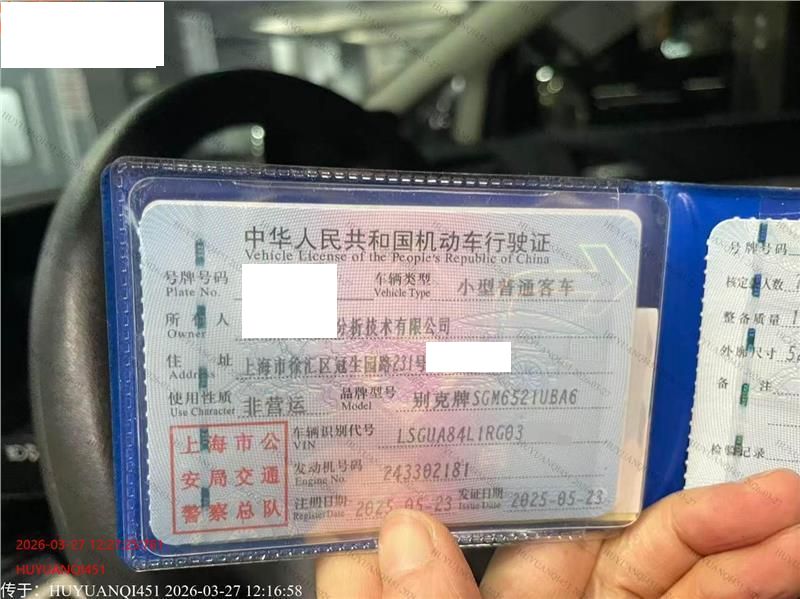 中华人民共和国机动车行驶证
Vehicle License of the People's Republic of China
号牌号码
Plate No.
车辆类型 小型普通客车
Vehicle Type
所有人 分析技术有限公司
Owner
住 址 上海市徐汇区冠生园路231号
Address
使用性质 非营运
Use Character
品牌型号 别克牌SGM6521UBA6
Model
车辆识别代号 LSGUA84L1RG03
VIN
发动机号码 243302181
Engine No.
注册日期 2025-05-23
Register Date
发证日期 2025-05-23
Issue Date
上海市公
安局交通
警察总队
号牌号码
核定 人数
整备质量 1
外廓尺寸 5
备 注
检验记录
2026-03-27
HUYUANQI451
传于：HUYUANQI451 2026-03-27 12:16:58